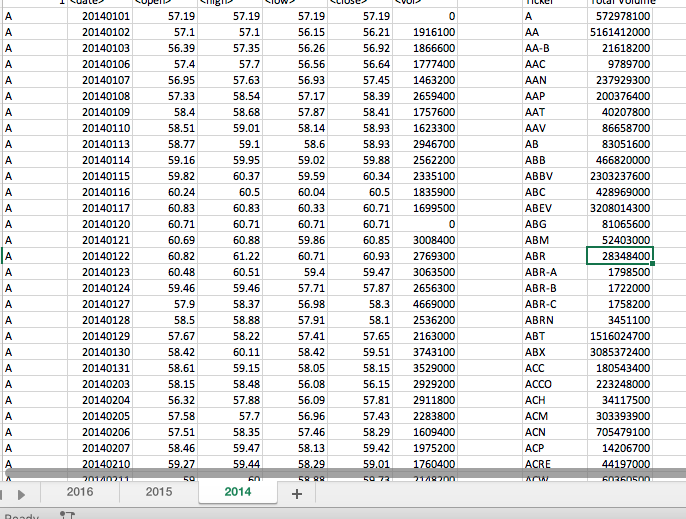 1 <date> <open> <high> <low> <close> <vol> Ticker Total Volume
A 20140101 57.19 57.19 57.19 57.19 0 A 572978100
A 20140102 57.1 57.1 56.15 56.21 1916100 AA 5161412000
A 20140103 56.39 57.35 56.26 56.92 1866600 AA-B 21618200
A 20140106 57.4 57.7 56.56 56.64 1777400 AAC 9789700
A 20140107 56.95 57.63 56.93 57.45 1463200 AAN 237929300
A 20140108 57.33 58.54 57.17 58.39 2659400 AAP 200376400
A 20140109 58.4 58.68 57.87 58.41 1757600 AAT 40207800
A 20140110 58.51 59.01 58.14 58.93 1623300 AAV 86658700
A 20140113 58.77 59.1 58.6 58.93 2946700 AB 83051600
A 20140114 59.16 59.95 59.02 59.88 2562200 ABB 466820000
A 20140115 59.82 60.37 59.59 60.34 2335100 ABBV 2303237600
A 20140116 60.24 60.5 60.04 60.5 1835900 ABC 428969000
A 20140117 60.83 60.83 60.33 60.71 1699500 ABEV 3208014300
A 20140120 60.71 60.71 60.71 60.71 0 ABG 81065600
A 20140121 60.69 60.88 59.86 60.85 3008400 ABM 52403000
A 20140122 60.82 61.22 60.71 60.93 2769300 ABR 28348400
A 20140123 60.48 60.51 59.4 59.47 3063500 ABR-A 1798500
A 20140124 59.46 59.46 57.71 57.87 2656300 ABR-B 1722000
A 20140127 57.9 58.37 56.98 58.3 4669000 ABR-C 1758200
A 20140128 58.5 58.88 57.91 58.1 2536200 ABRN 3451100
A 20140129 57.67 58.22 57.41 57.65 2163000 ABT 1516024700
A 20140130 58.42 60.11 58.42 59.51 3743100 ABX 3085372400
A 20140131 58.61 59.15 58.05 58.15 3529000 ACC 180543400
A 20140203 58.15 58.48 56.08 56.15 2929200 ACCO 223248000
A 20140204 56.32 57.88 56.09 57.81 2911800 ACH 34117500
A 20140205 57.58 57.7 56.96 57.43 2283800 ACM 303393900
A 20140206 57.51 58.35 57.46 58.29 1609400 ACN 705479100
A 20140207 58.46 59.47 58.13 59.42 1975200 ACP 14206700
A 20140210 59.27 59.44 58.29 59.01 1760400 ACRE 44197000
A 20140211 59 60 58.88 59.73 2148200 ACW 60360500
2016 2015 2014 +
Ready